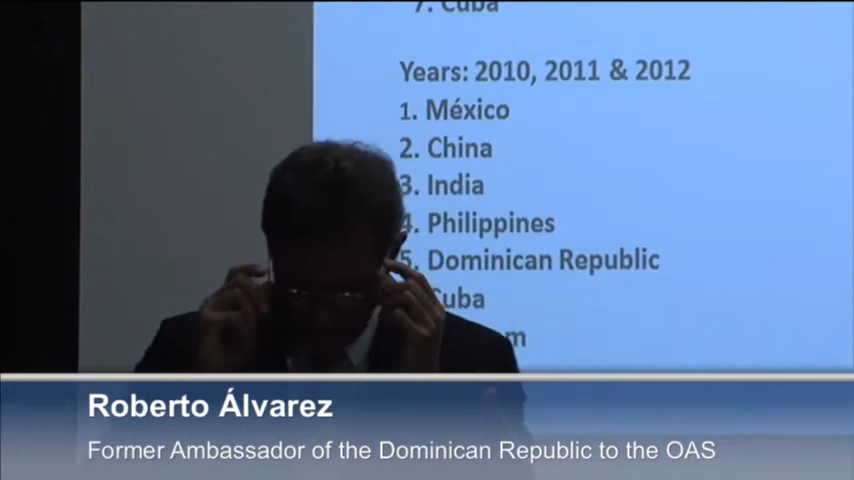 7. Cuba
Years: 2010, 2011 & 2012
1. México
2. China
3. India
4. Philippines
5. Dominican Republic
Cuba
Roberto Álvarez
Former Ambassador of the Dominican Republic to the OAS